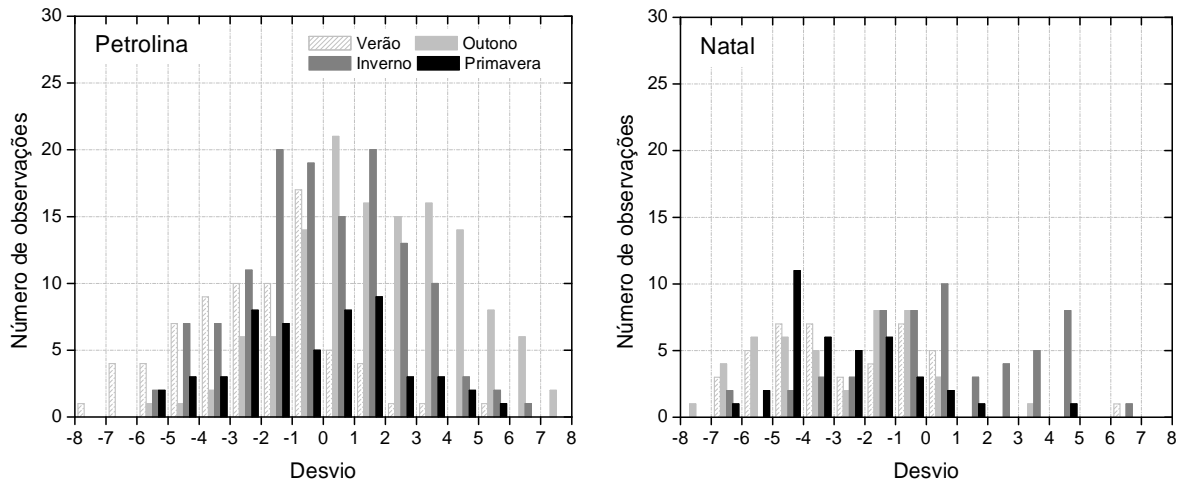 Petrolina
Verão Outono
Inverno Primavera
Número de observações
30
25
20
15
10
5
0
-8 -7 -6 -5 -4 -3 -2 -1 0 1 2 3 4 5 6 7 8
Desvio
Natal
Número de observações
30
25
20
15
10
5
0
-8 -7 -6 -5 -4 -3 -2 -1 0 1 2 3 4 5 6 7 8
Desvio